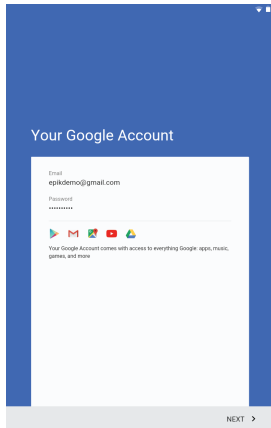 Your Google Account
Email
epikdemo@gmail.com
Password
••••••••••
Your Google Account comes with access to everything Google: apps, music,
games, and more
NEXT